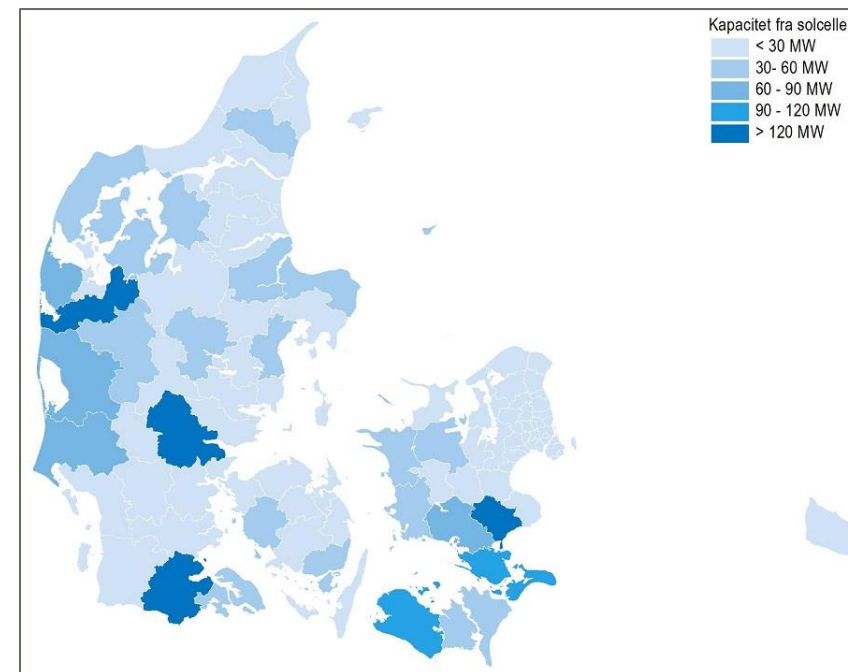 Kapacitet fra solcelle
< 30 MW
30- 60 MW
60 - 90 MW
90 - 120 MW
> 120 MW